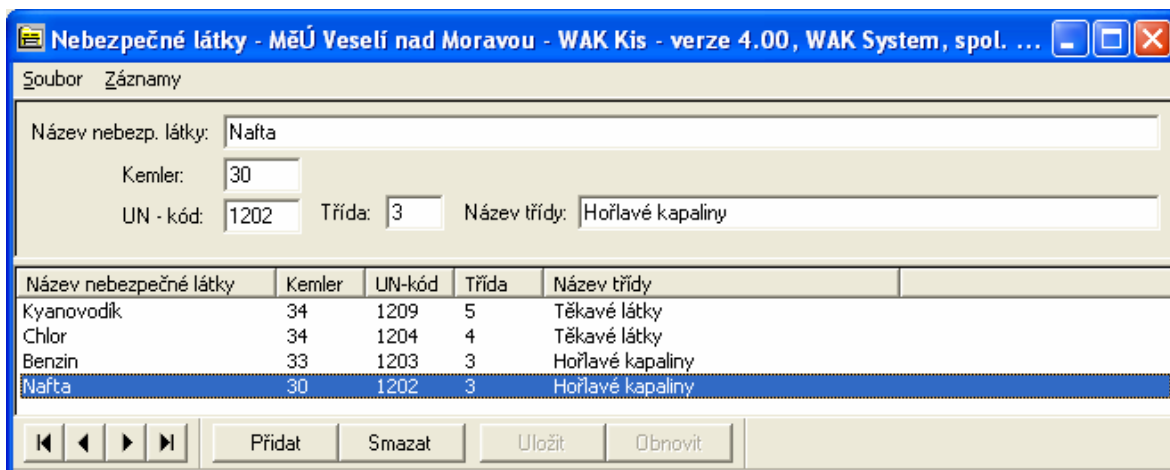 Nebezpečné látky - MěÚ Veselí nad Moravou - WAK Kis - verze 4.00, WAK System, spol. ...
Soubor Záznamy
Název nebezp. látky: Nafta
Kemler: 30
UN - kód: 1202 Třída: 3 Název třídy: Hořlavé kapaliny
Název nebezpečné látky Kemler UN-kód Třída Název třídy
Kyanovodík 34 1209 5 Těkavé látky
Chlor 34 1204 4 Těkavé látky
Benzin 33 1203 3 Hořlavé kapaliny
Nafta 30 1202 3 Hořlavé kapaliny
Přidat Smazat Uložit Obnovit